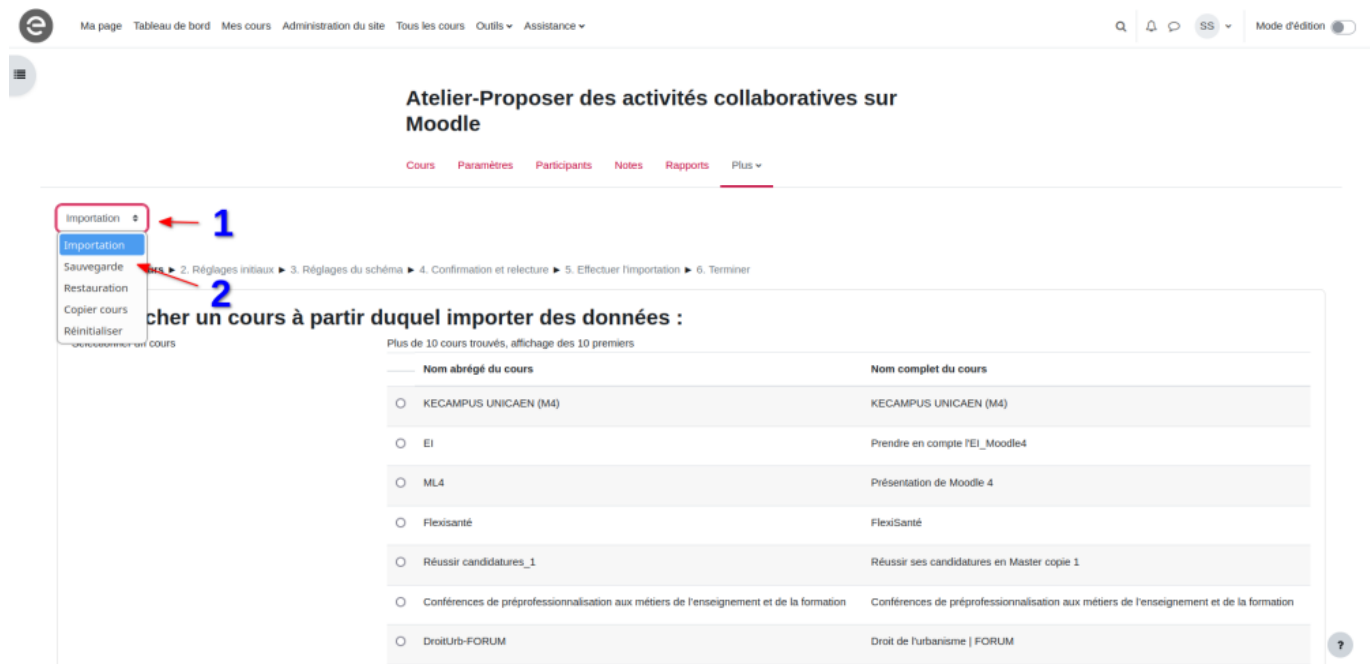 e
Ma page Tableau de bord Mes cours Administration du site Tous les cours Outils Assistance SS Mode d'édition
Atelier-Proposer des activités collaboratives sur
Moodle
Cours Paramètres Participants Notes Rapports Plus
Importation 1
Importation
Sauvegarde
rs ► 2. Réglages initiaux ► 3. Réglages du schéma ► 4. Confirmation et relecture ► 5. Effectuer l'importation ► 6. Terminer
Restauration 2
Copier cours
cher un cours à partir duquel importer des données :
Réinitialiser
Sélectionner un cours Plus de 10 cours trouvés, affichage des 10 premiers
Nom abrégé du cours Nom complet du cours
KECAMPUS UNICAEN (M4) KECAMPUS UNICAEN (M4)
EI Prendre en compte l'EI_Moodle4
ML4 Présentation de Moodle 4
Flexisanté FlexiSanté
Réussir candidatures_1 Réussir ses candidatures en Master copie 1
Conférences de préprofessionnalisation aux métiers de l'enseignement et de la formation Conférences de préprofessionnalisation aux métiers de l'enseignement et de la formation
DroitUrb-FORUM Droit de l'urbanisme | FORUM
?